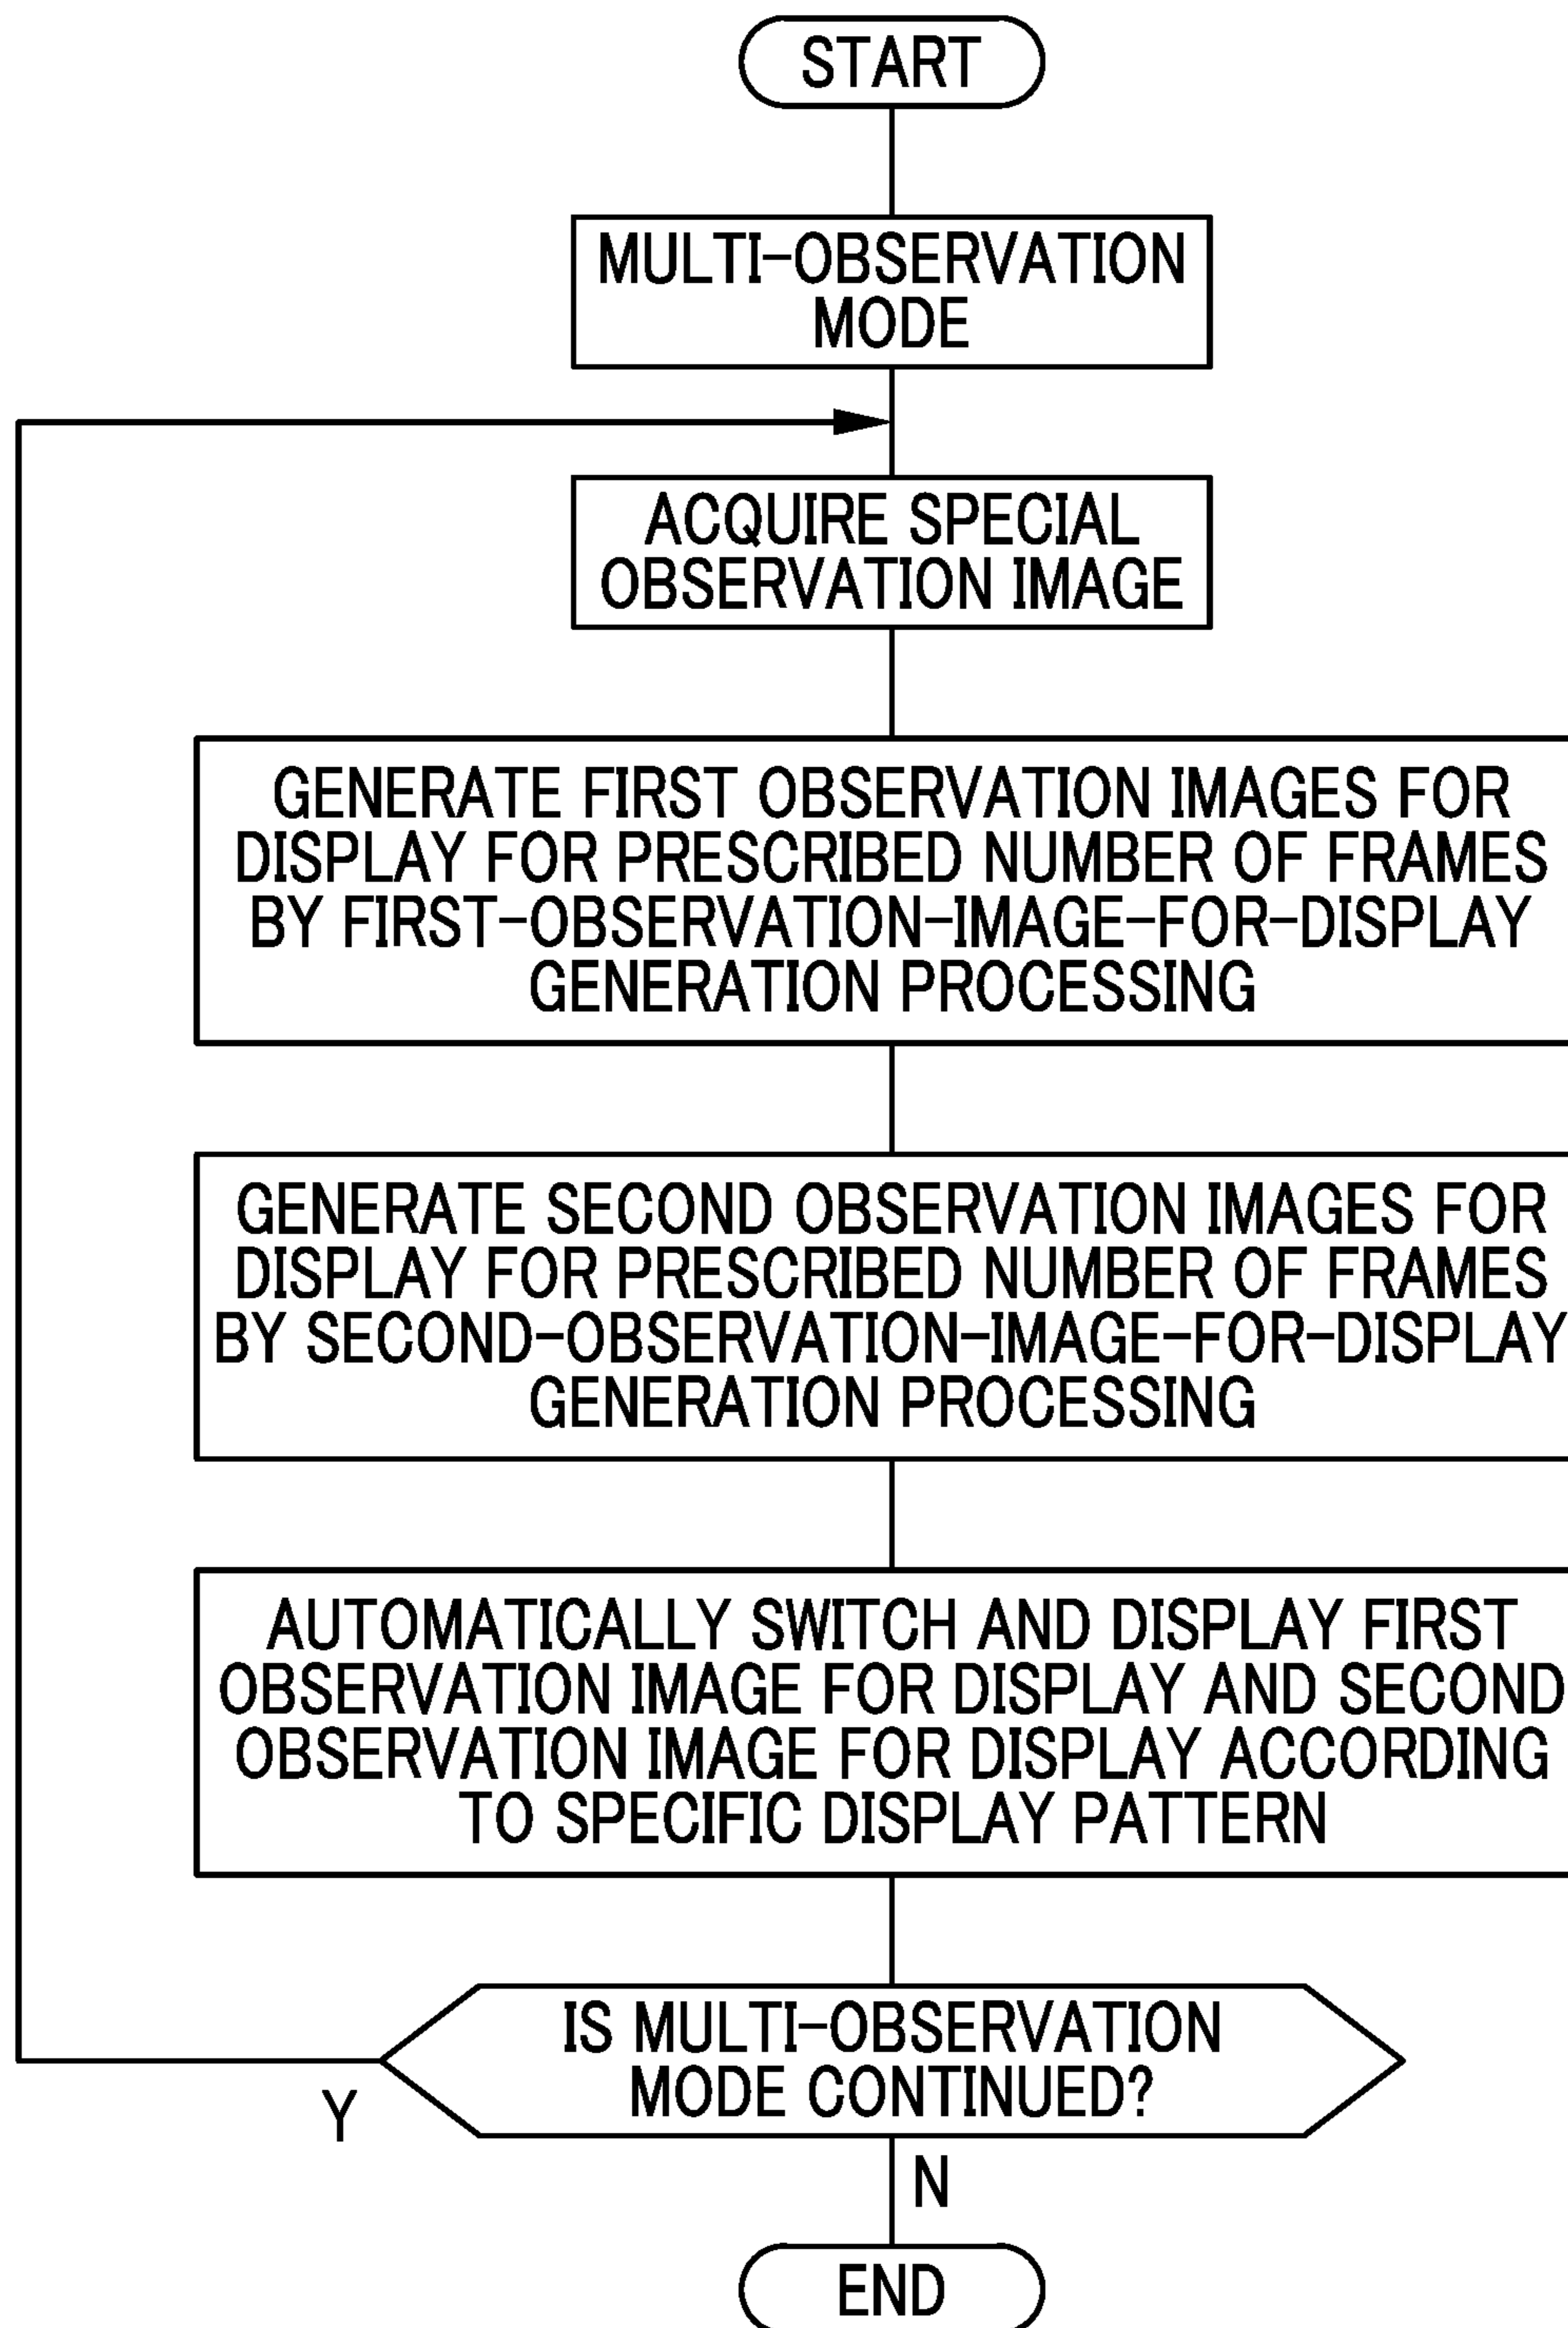 START
MULTI-OBSERVATION
MODE
ACQUIRE SPECIAL
OBSERVATION IMAGE
GENERATE FIRST OBSERVATION IMAGES FOR
DISPLAY FOR PRESCRIBED NUMBER OF FRAMES
BY FIRST-OBSERVATION-IMAGE-FOR-DISPLAY
GENERATION PROCESSING
GENERATE SECOND OBSERVATION IMAGES FOR
DISPLAY FOR PRESCRIBED NUMBER OF FRAMES
BY SECOND-OBSERVATION-IMAGE-FOR-DISPLAY
GENERATION PROCESSING
AUTOMATICALLY SWITCH AND DISPLAY FIRST
OBSERVATION IMAGE FOR DISPLAY AND SECOND
OBSERVATION IMAGE FOR DISPLAY ACCORDING
TO SPECIFIC DISPLAY PATTERN
IS MULTI-OBSERVATION
MODE CONTINUED?
Y
N
END